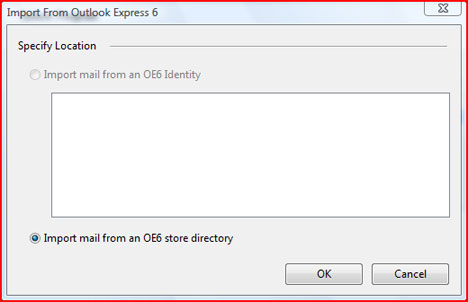 Import From Outlook Express 6
Specify Location
Import mail from an OE6 Identity
Import mail from an OE6 store directory
OK Cancel